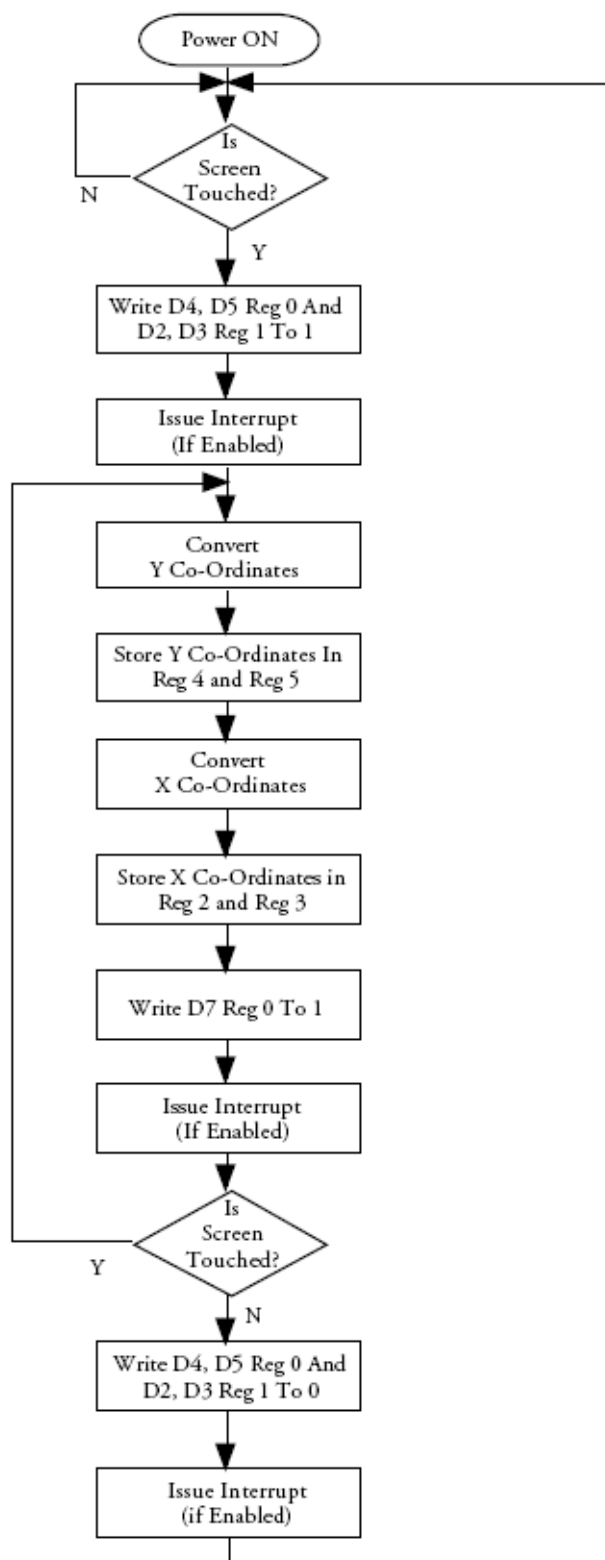 Power ON
Is
Screen
Touched?
N
Y
Write D4, D5 Reg 0 And
D2, D3 Reg 1 To 1
Issue Interrupt
(If Enabled)
Convert
Y Co-Ordinates
Store Y Co-Ordinates In
Reg 4 and Reg 5
Convert
X Co-Ordinates
Store X Co-Ordinates in
Reg 2 and Reg 3
Write D7 Reg 0 To 1
Issue Interrupt
(If Enabled)
Is
Screen
Touched?
Y
N
Write D4, D5 Reg 0 And
D2, D3 Reg 1 To 0
Issue Interrupt
(if Enabled)